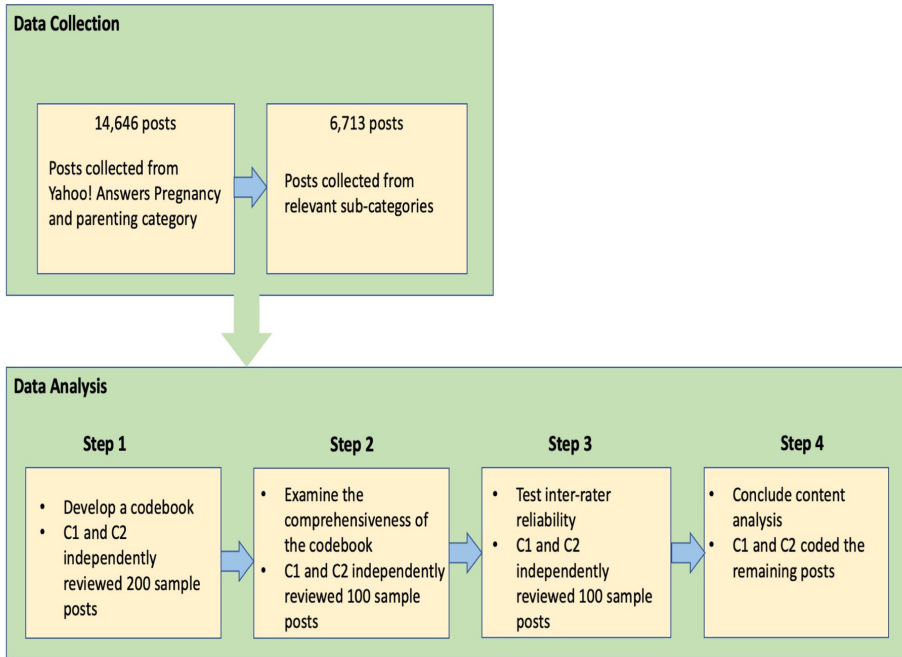 Data Collection
14,646 posts
Posts collected from
Yahoo! Answers Pregnancy
and parenting category
6,713 posts
Posts collected from
relevant sub-categories
Data Analysis
Step 1
• Develop a codebook
• C1 and C2
independently
reviewed 200 sample
posts
Step 2
• Examine the
comprehensiveness of
the codebook
• C1 and C2 independently
reviewed 100 sample
posts
Step 3
• Test inter-rater
reliability
• C1 and C2
independently
reviewed 100 sample
posts
Step 4
• Conclude content
analysis
• C1 and C2 coded the
remaining posts